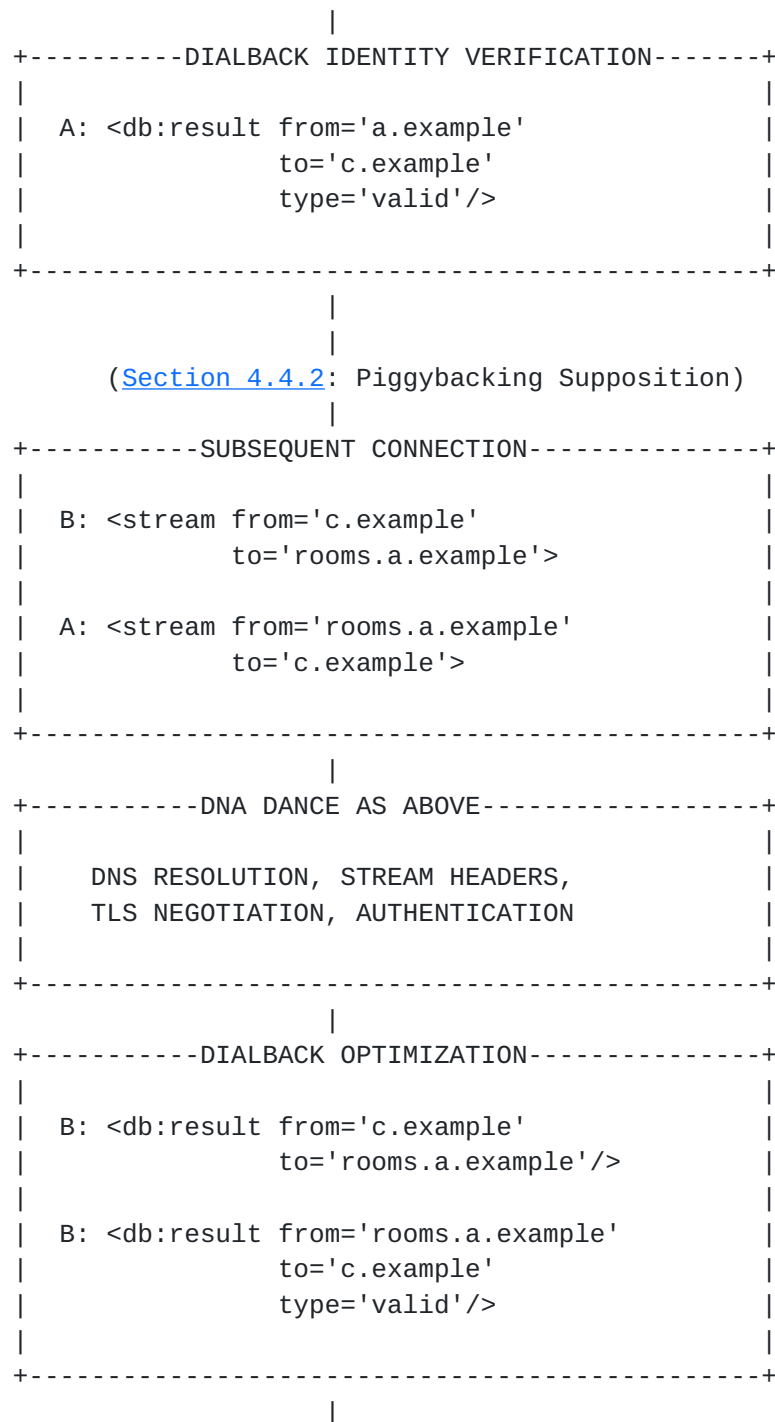 |
+----------DIALBACK IDENTITY VERIFICATION-------+
|                                               |
|  A: <db:result from='a.example'               |
|                to='c.example'                 |
|                type='valid'/>                 |
|                                               |
+-----------------------------------------------+
                    |
                    |
      (Section 4.4.2: Piggybacking Supposition)
                    |
+-----------SUBSEQUENT CONNECTION---------------+
|                                               |
|  B: <stream from='c.example'                  |
|             to='rooms.a.example'>             |
|                                               |
|  A: <stream from='rooms.a.example'            |
|             to='c.example'>                   |
|                                               |
+-----------------------------------------------+
                    |
+-----------DNA DANCE AS ABOVE------------------+
|                                               |
|    DNS RESOLUTION, STREAM HEADERS,            |
|    TLS NEGOTIATION, AUTHENTICATION            |
|                                               |
+-----------------------------------------------+
                    |
+-----------DIALBACK OPTIMIZATION---------------+
|                                               |
|  B: <db:result from='c.example'               |
|                to='rooms.a.example'/>         |
|                                               |
|  B: <db:result from='rooms.a.example'         |
|                to='c.example'                 |
|                type='valid'/>                 |
|                                               |
+-----------------------------------------------+
                    |